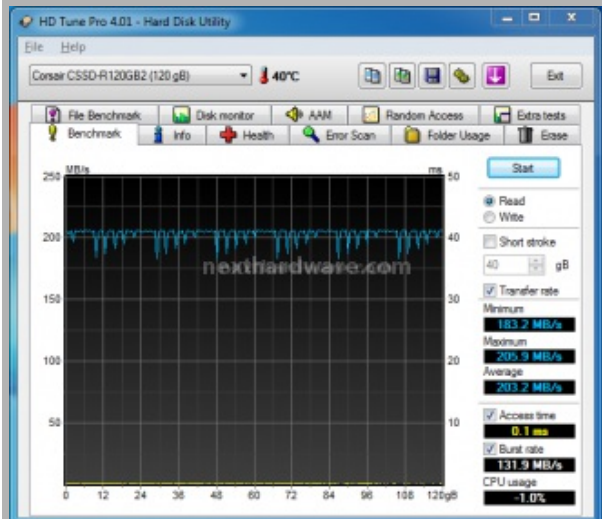 HD Tune Pro 4.01 - Hard Disk Utility
File Help
Corsair CSSD-R120GB2 (120 gB) 40°C Exit
File Benchmark Disk monitor AAM Random Access Extra tests
Benchmark Info Health Error Scan Folder Usage Erase
MB/s ms
250 50
Start
Read
Write
200 40
Short stroke
40 gB
nexthardware.com
150 30
Transfer rate
Minimum
183.2 MB/s
Maximum
205.9 MB/s
100 20
Average
203.2 MB/s
50 10
Access time
0.1 ms
Burst rate
131.9 MB/s
CPU usage
-1.0%
0 12 24 36 48 60 72 84 96 108 120gB